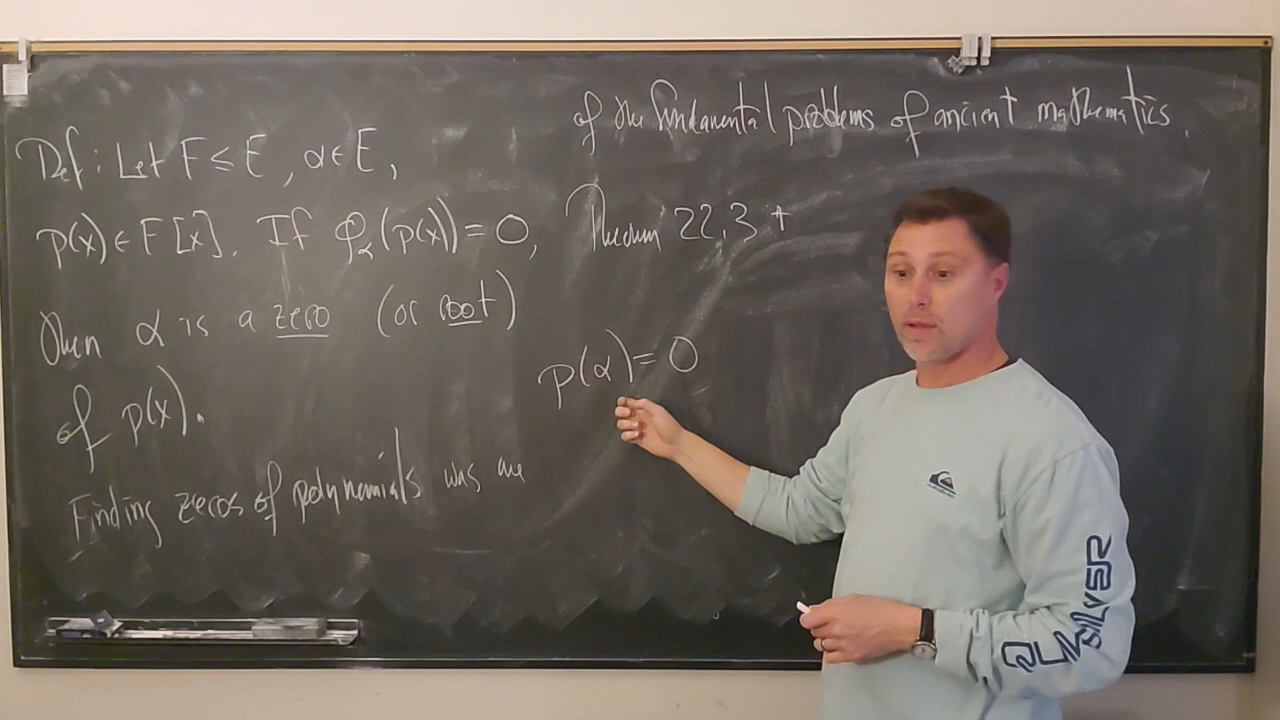 Def: Let F ≤ E, α ∈ E,
p(x) ∈ F[x]. If φ_α(p(x)) = 0,
then α is a zero (or root)
of p(x).
Finding zeros of polynomials was one
of the fundamental problems of ancient mathematics.
Theorem 22.3 +
p(α) = 0
QUIKSILVER